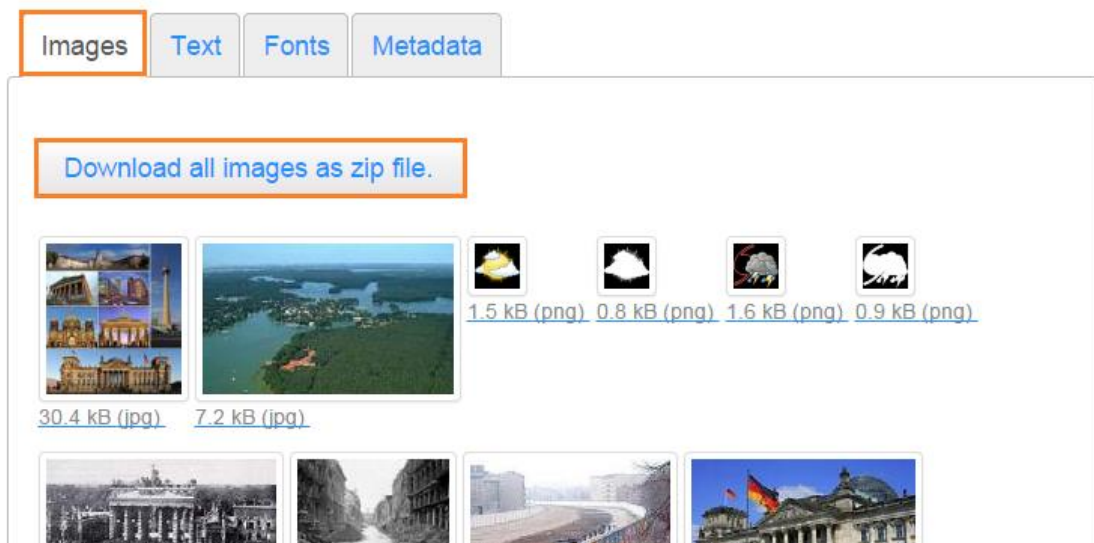 Images Text Fonts Metadata
Download all images as zip file.
1.5 kB (png) 0.8 kB (png) 1.6 kB (png) 0.9 kB (png)
30.4 kB (jpg) 7.2 kB (jpg)